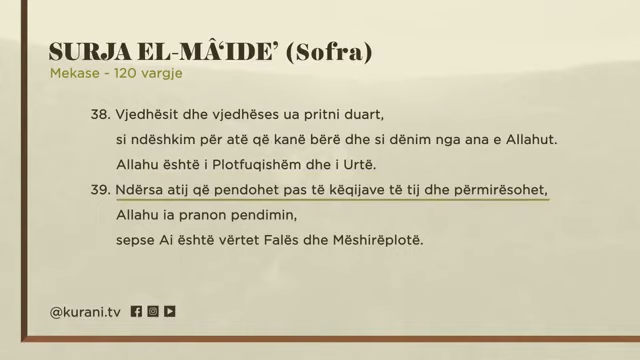 SURJA EL-MÂ‘IDE’ (Sofra)
Mekase - 120 vargje
38. Vjedhësit dhe vjedhëses ua pritni duart,
si ndëshkim për atë që kanë bërë dhe si dënim nga ana e Allahut.
Allahu është i Plotfuqishëm dhe i Urtë.
39. Ndërsa atij që pendohet pas të këqijave të tij dhe përmirësohet,
Allahu ia pranon pendimin,
sepse Ai është vërtet Falës dhe Mëshirëplotë.
@kurani.tv